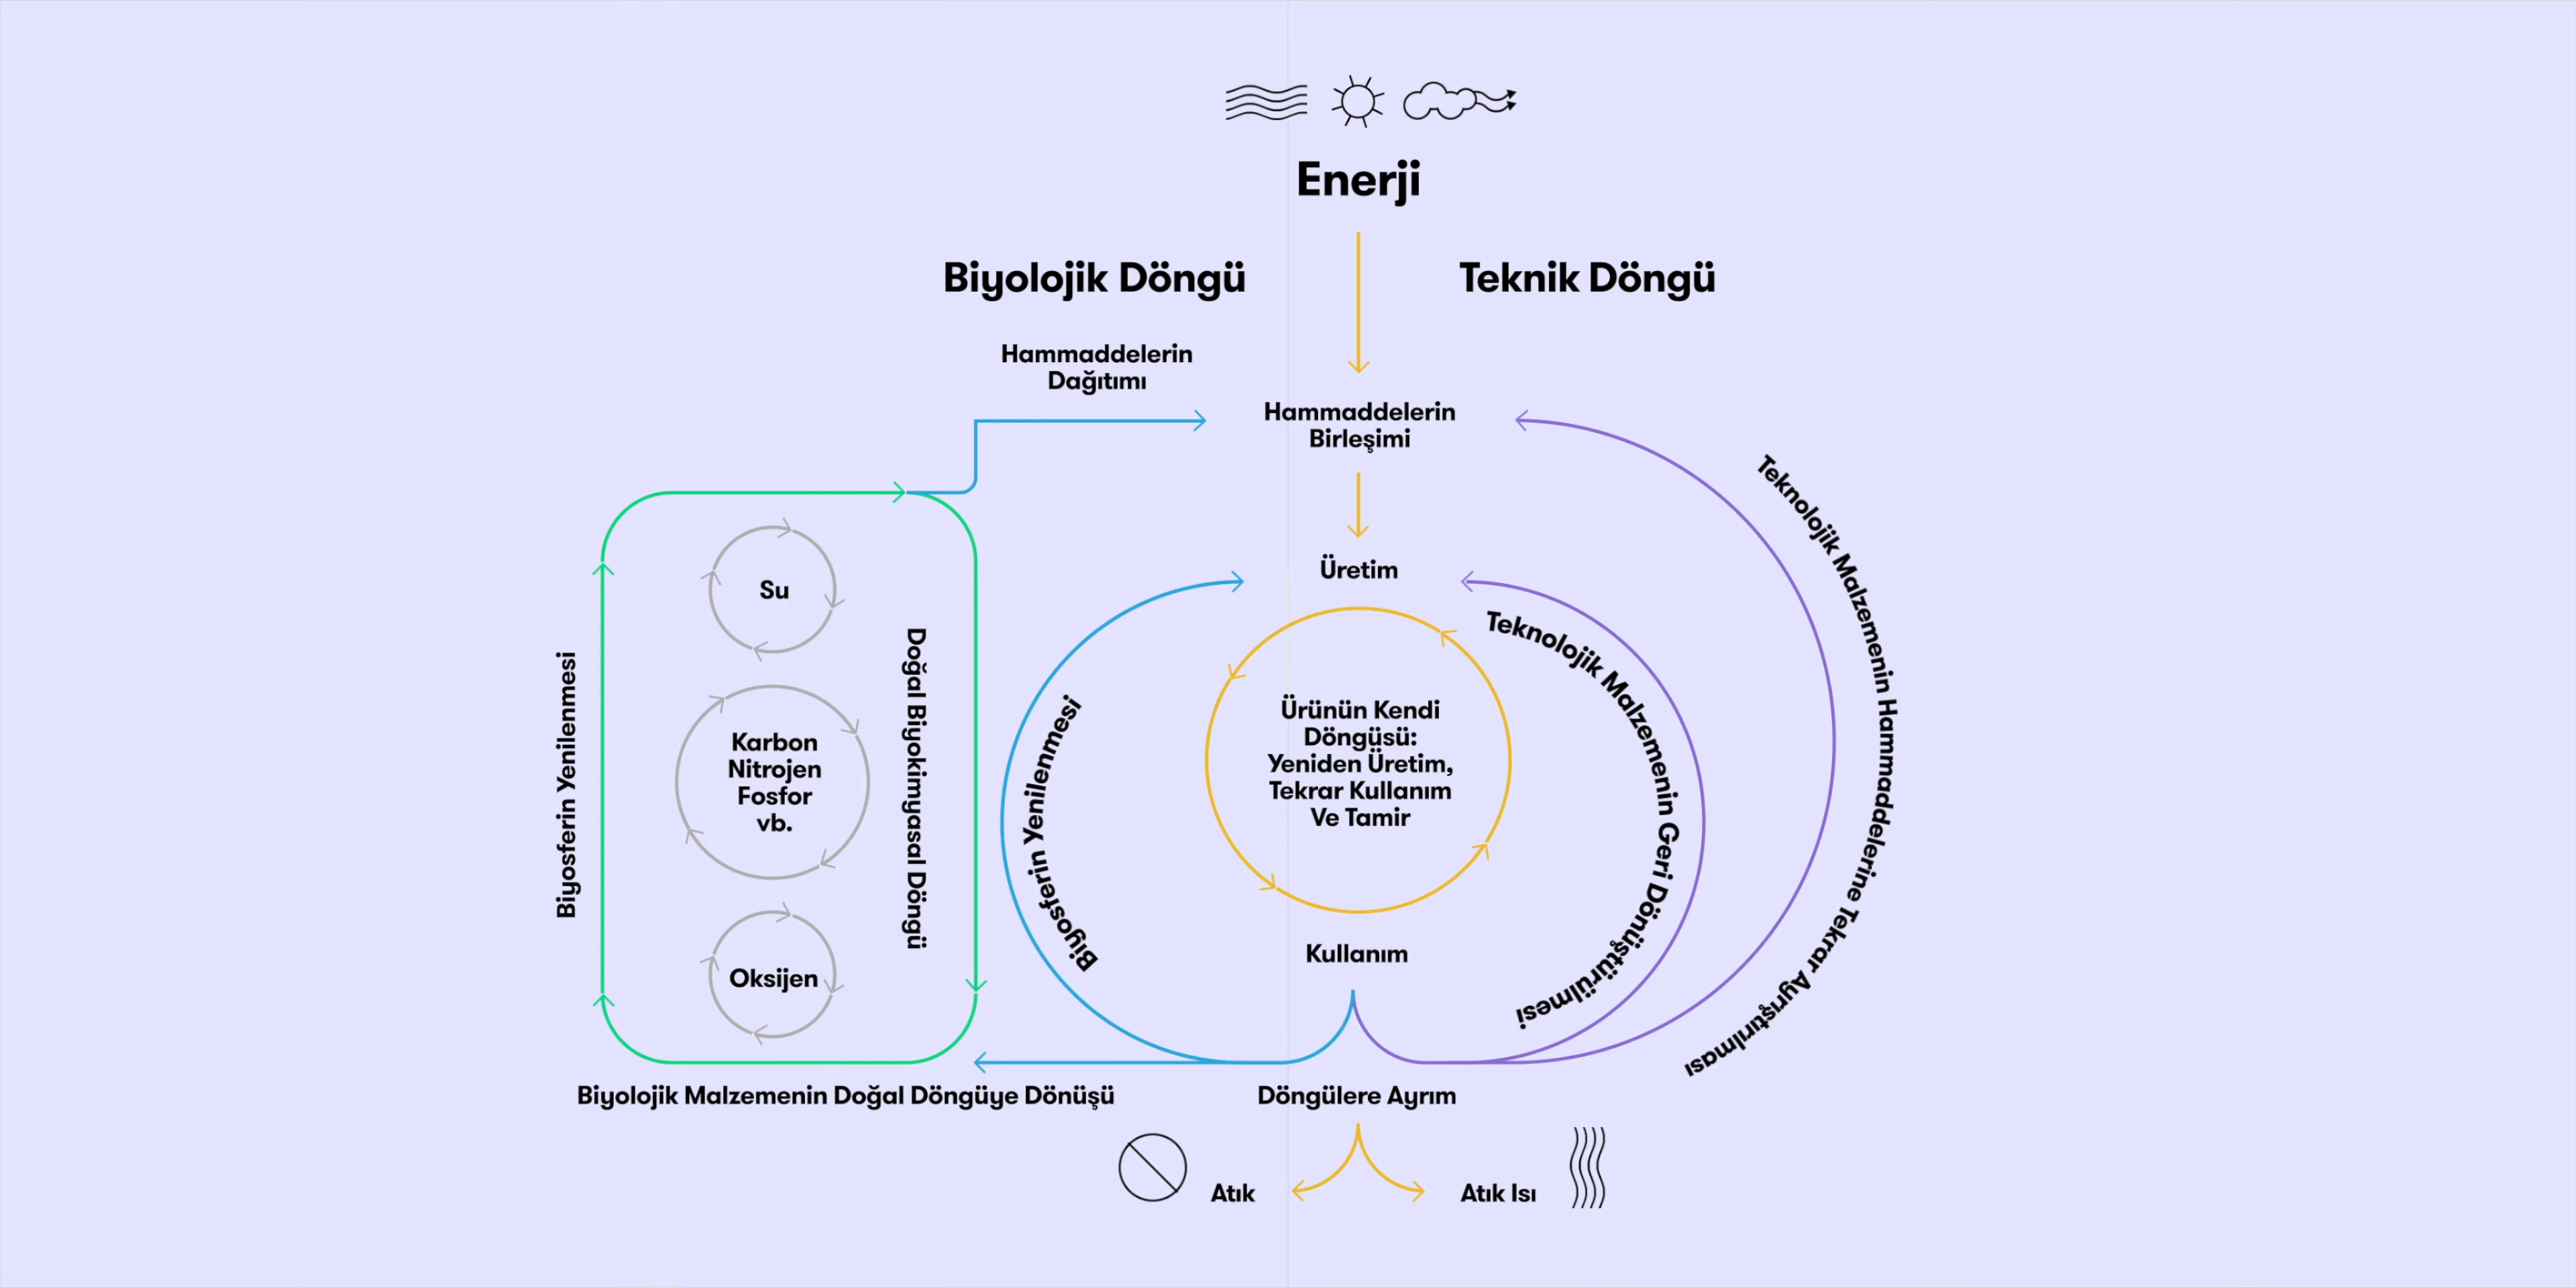 Enerji
Biyolojik Döngü
Teknik Döngü
Hammaddelerin
Dağıtımı
Hammaddelerin
Birleşimi
Üretim
Su
Karbon
Nitrojen
Fosfor
vb.
Oksijen
Biyosferin Yenilenmesi
Doğal Biyokimyasal Döngü
Biyosferin Yenilenmesi
Ürünün Kendi
Döngüsü:
Yeniden Üretim,
Tekrar Kullanım
Ve Tamir
Teknolojik Malzemenin Geri Dönüştürülmesi
Teknolojik Malzemenin Hammaddelerine Tekrar Ayrıştırılması
Kullanım
Biyolojik Malzemenin Doğal Döngüye Dönüşü
Döngülere Ayrım
Atık
Atık Isı